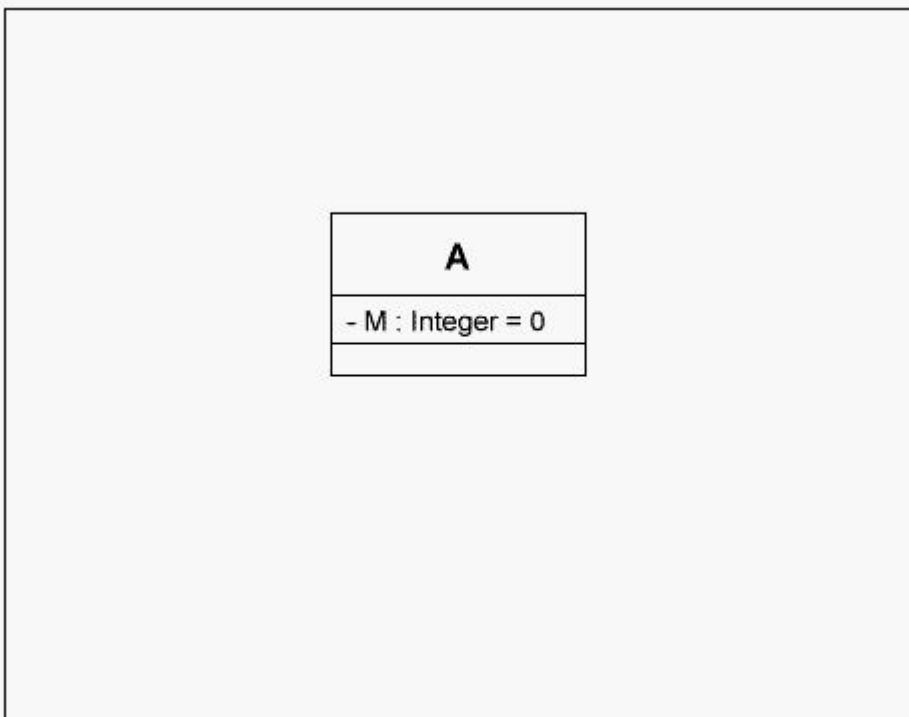 A
- M : Integer = 0